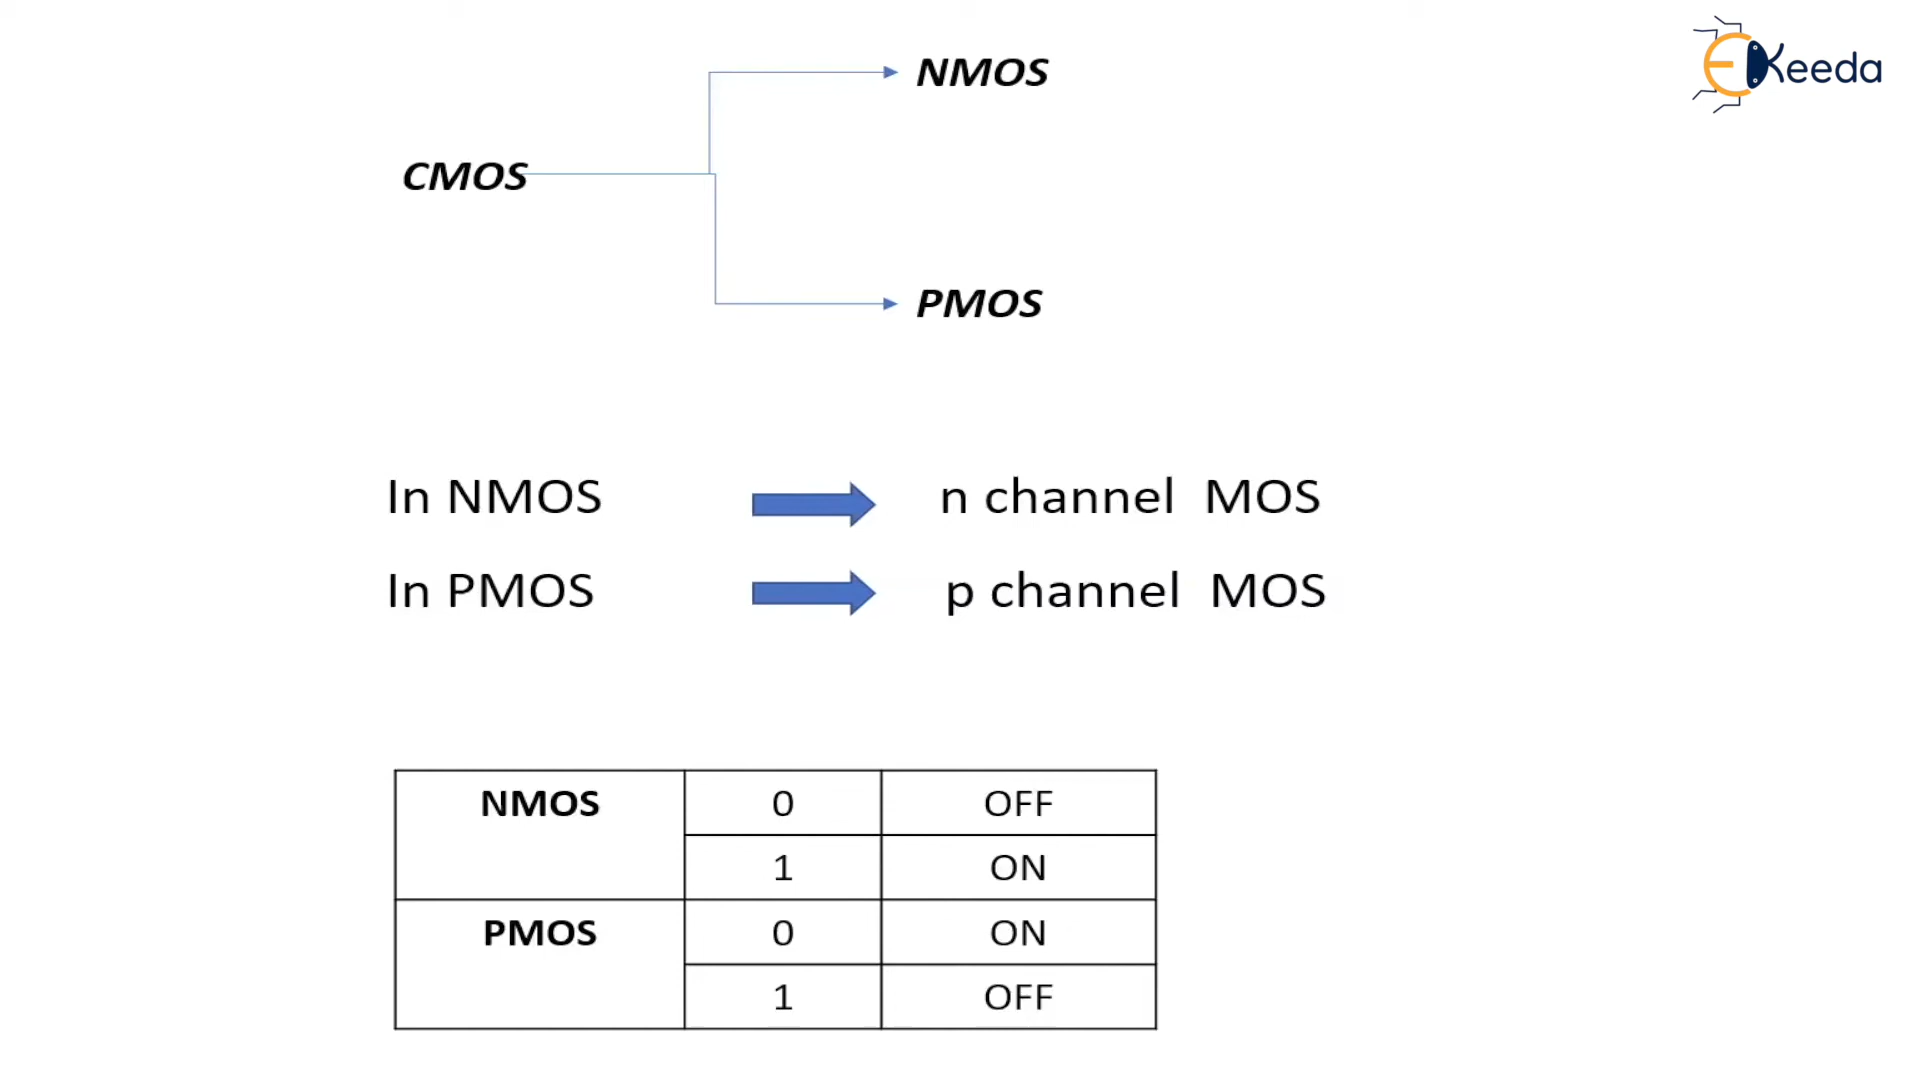 NMOS
CMOS
PMOS
EKeeda
In NMOS n channel MOS
In PMOS p channel MOS
NMOS 0 OFF
1 ON
PMOS 0 ON
1 OFF